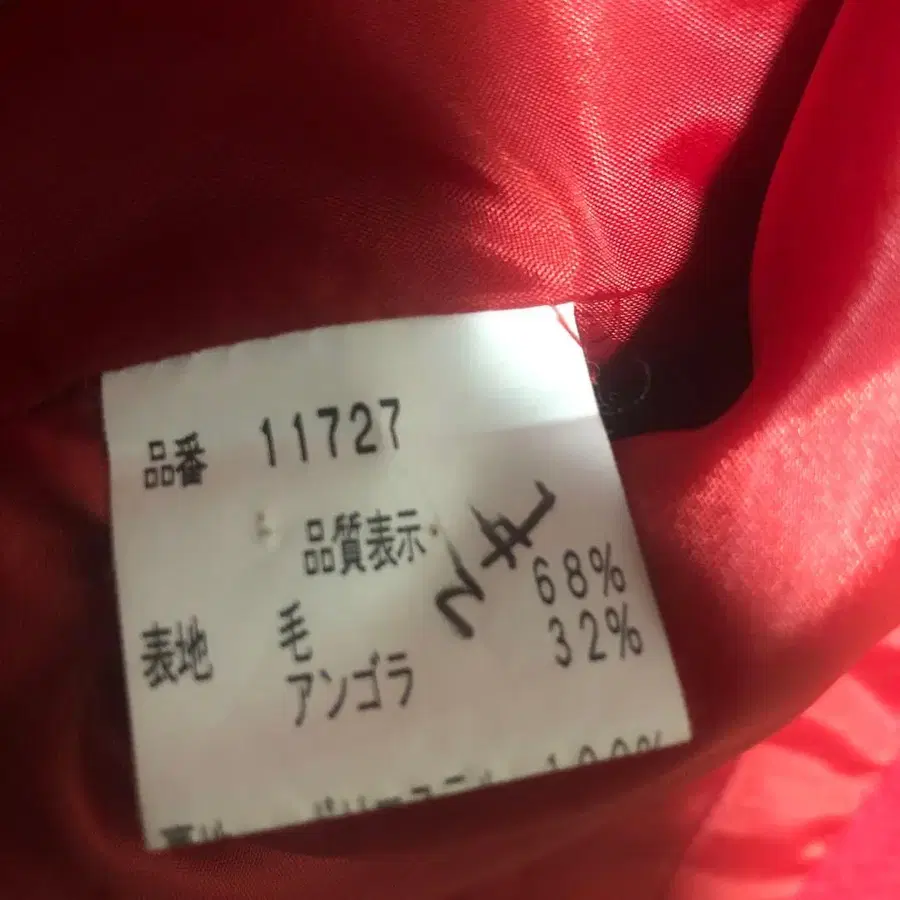 品番 11727
品質表示
表地 毛 68%
アンゴラ 32%